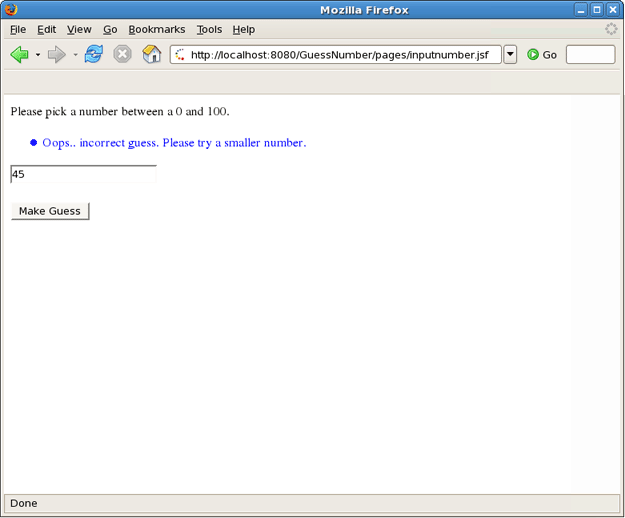 Mozilla Firefox
File Edit View Go Bookmarks Tools Help
http://localhost:8080/GuessNumber/pages/inputnumber.jsf Go
Please pick a number between a 0 and 100.
Oops.. incorrect guess. Please try a smaller number.
45
Make Guess
Done